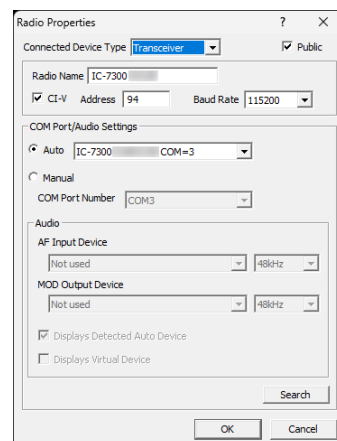 Radio Properties ? ×
Connected Device Type Transceiver Public
Radio Name IC-7300
CI-V Address 94 Baud Rate 115200
COM Port/Audio Settings
Auto IC-7300 COM=3
Manual
COM Port Number COM3
Audio
AF Input Device
Not used 48kHz
MOD Output Device
Not used 48kHz
Displays Detected Auto Device
Displays Virtual Device
Search
OK Cancel